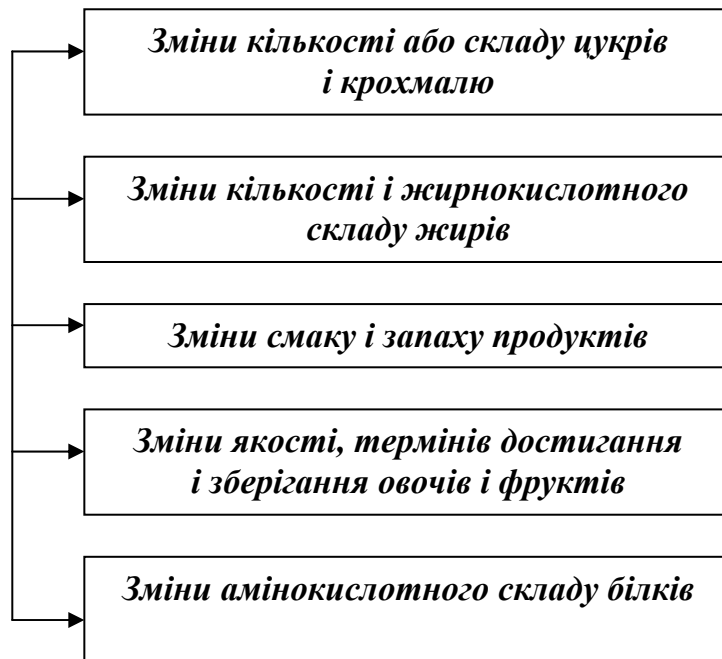 Зміни кількості або складу цукрів
і крохмалю
Зміни кількості і жирнокислотного
складу жирів
Зміни смаку і запаху продуктів
Зміни якості, термінів достигання
і зберігання овочів і фруктів
Зміни амінокислотного складу білків